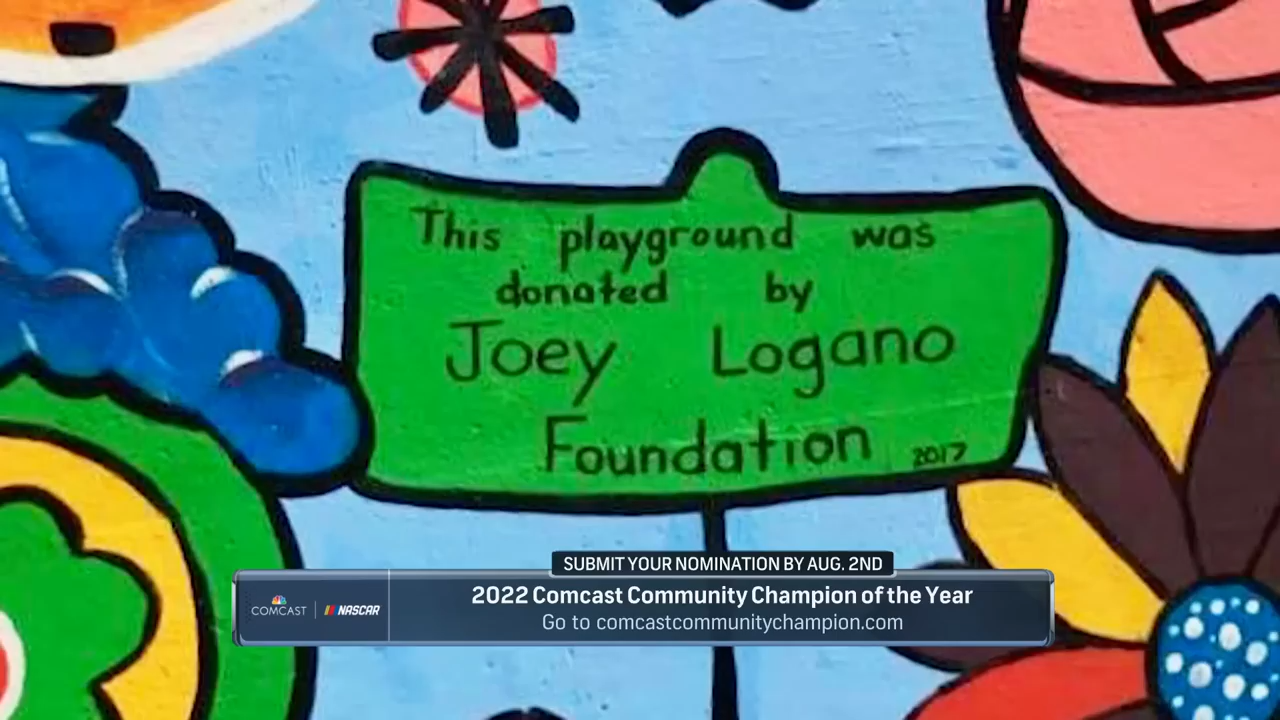 This playground was
donated by
Joey Logano
Foundation 2017
SUBMIT YOUR NOMINATION BY AUG. 2ND
COMCAST NASCAR
2022 Comcast Community Champion of the Year
Go to comcastcommunitychampion.com